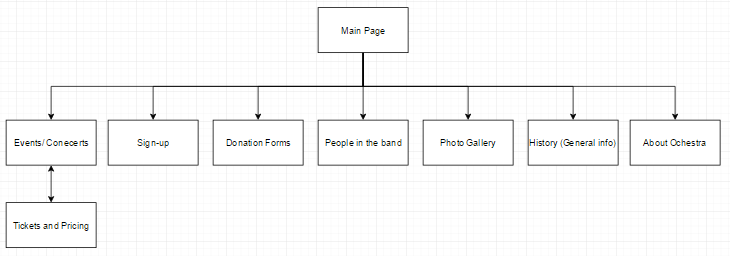 Main Page
Events/ Conecerts
Sign-up
Donation Forms
People in the band
Photo Gallery
History (General info)
About Ochestra
Tickets and Pricing